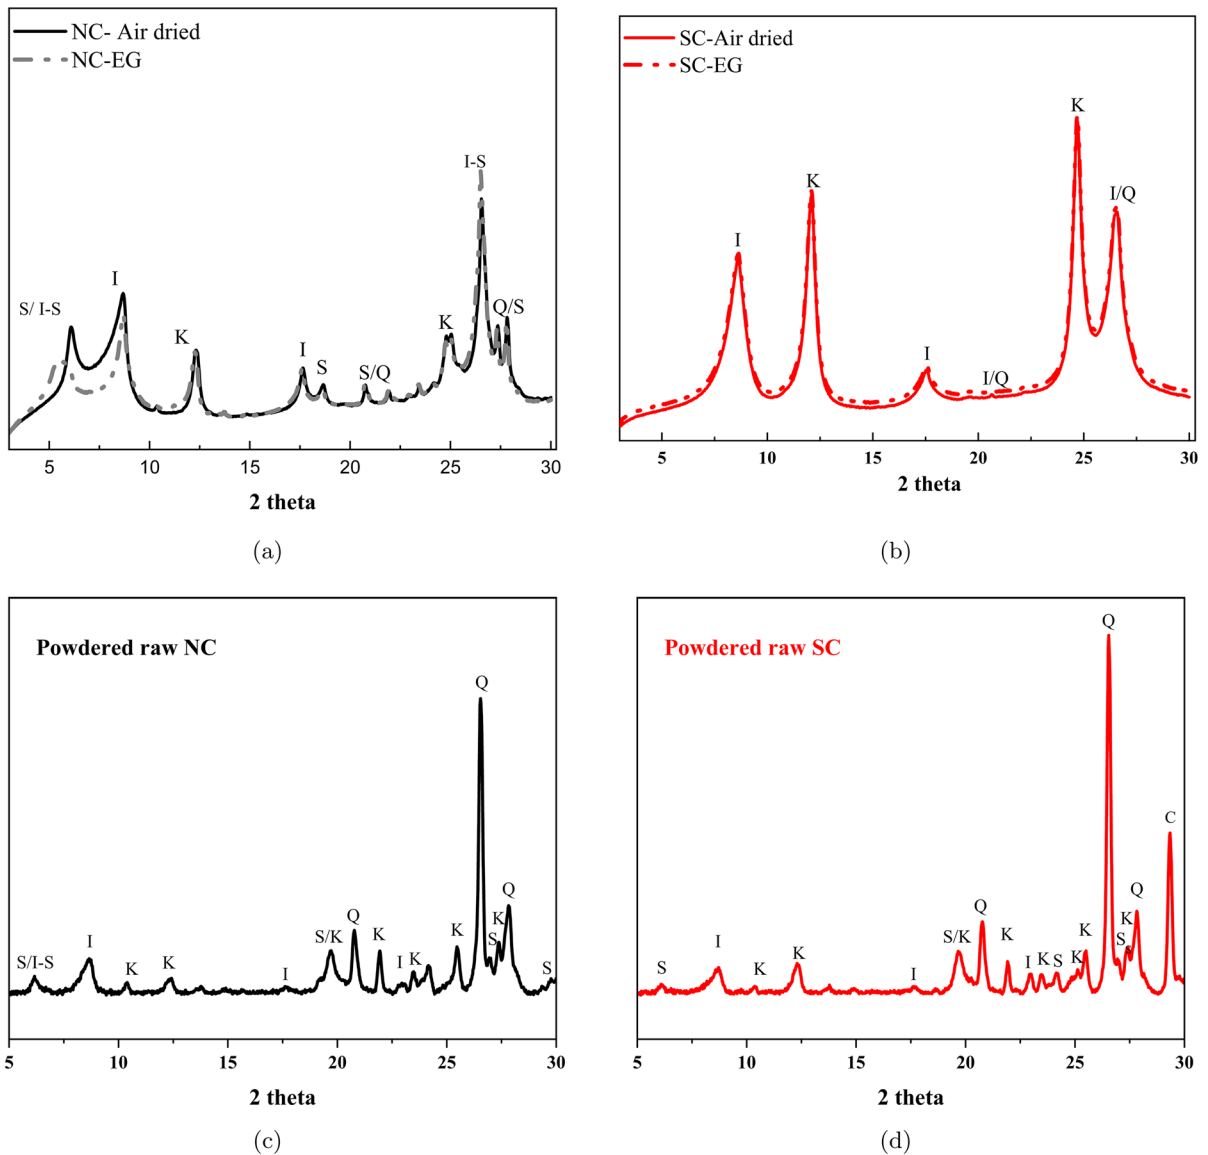 NC- Air dried
NC-EG
I-S
S/ I-S
I
K
I
S
S/Q
K
Q/S
5
10
15
20
25
30
2 theta
(a)
SC-Air dried
SC-EG
K
K
I/Q
I
I
I/Q
5
10
15
20
25
30
2 theta
(b)
Powdered raw NC
Q
Q
Q
S/K
K
K
K
S
I
K
S/I-S
I
K
K
I
S
5
10
15
20
25
30
2 theta
(c)
Powdered raw SC
Q
C
Q
Q
S/K
K
K
K
S
S
I
K
S
K
S
I
K
K
I
5
10
15
20
25
30
2 theta
(d)